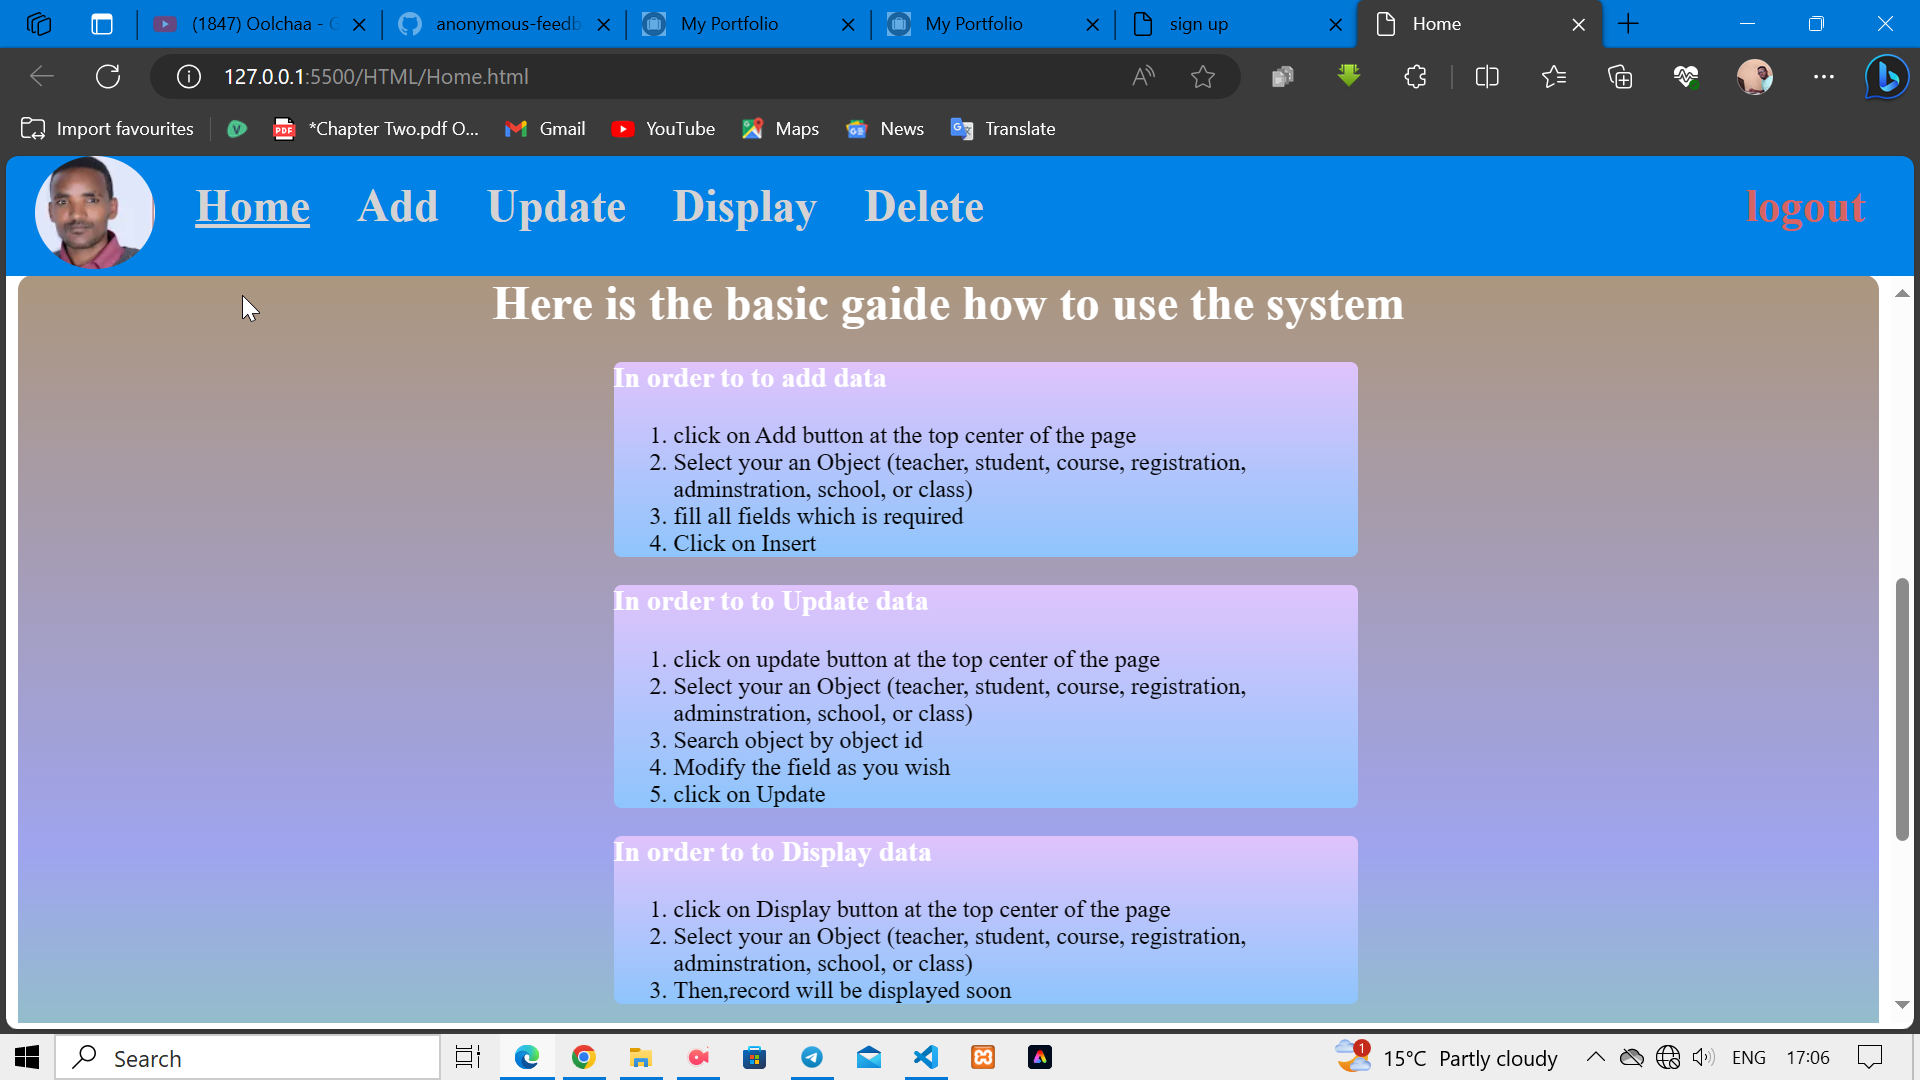 (1847) Oolchaa - G
anonymous-feedb
My Portfolio
My Portfolio
sign up
Home
127.0.0.1:5500/HTML/Home.html
Import favourites
PDF
*Chapter Two.pdf O...
Gmail
YouTube
Maps
News
Translate
Home
Add
Update
Display
Delete
logout
Here is the basic gaide how to use the system
In order to to add data
1. click on Add button at the top center of the page
2. Select your an Object (teacher, student, course, registration,
adminstration, school, or class)
3. fill all fields which is required
4. Click on Insert
In order to to Update data
1. click on update button at the top center of the page
2. Select your an Object (teacher, student, course, registration,
adminstration, school, or class)
3. Search object by object id
4. Modify the field as you wish
5. click on Update
In order to to Display data
1. click on Display button at the top center of the page
2. Select your an Object (teacher, student, course, registration,
adminstration, school, or class)
3. Then,record will be displayed soon
Search
1
15°C Partly cloudy
ENG
17:06